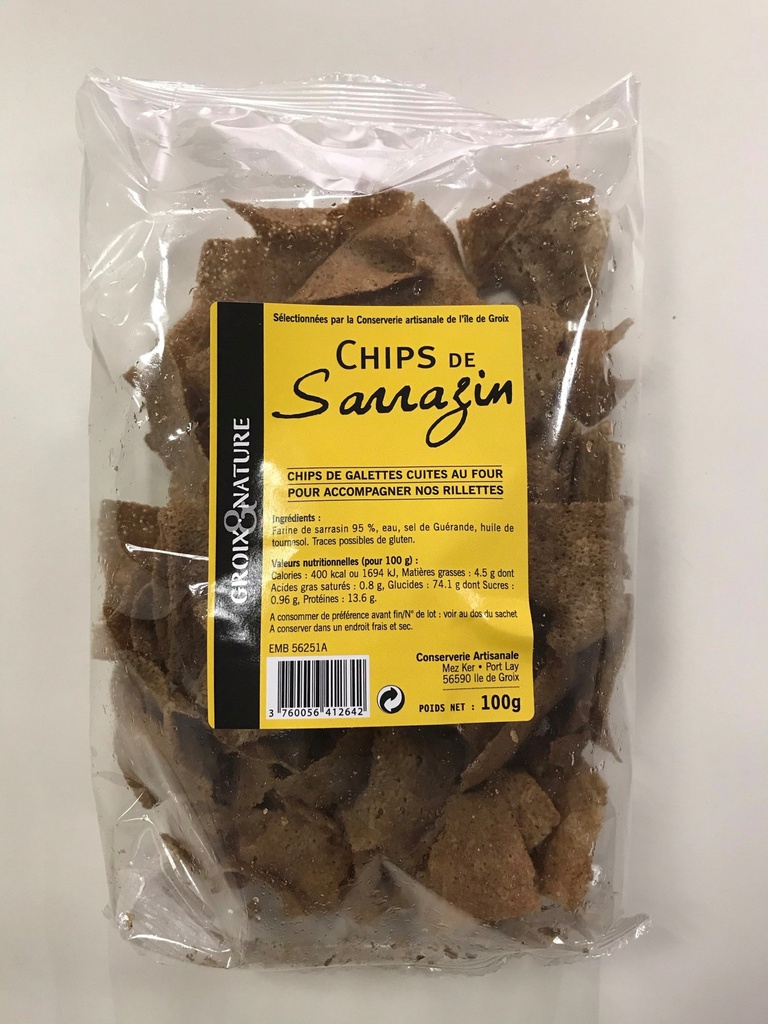 Sélectionnées par la Conserverie artisanale de l'île de Groix
CHIPS DE
Sarrazin
CHIPS DE GALETTES CUITES AU FOUR
POUR ACCOMPAGNER NOS RILLETTES
GROIX & NATURE
Ingrédients :
Farine de sarrasin 95 %, eau, sel de Guérande, huile de
tournesol. Traces possibles de gluten.
Valeurs nutritionnelles (pour 100 g) :
Calories : 400 kcal ou 1694 kJ, Matières grasses : 4.5 g dont
Acides gras saturés : 0.8 g, Glucides : 74.1 g dont Sucres :
0.96 g, Protéines : 13.6 g.
A consommer de préférence avant fin/N° de lot : voir au dos du sachet
A conserver dans un endroit frais et sec.
EMB 56251A
3 760056 412642
Conserverie Artisanale
Mez Ker • Port Lay
56590 Ile de Groix
POIDS NET : 100g